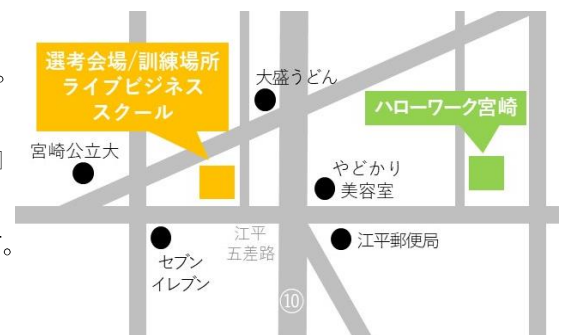 選考会場/訓練場所
ライブビジネス
スクール
大盛うどん
ハローワーク宮崎
。
宮崎公立大
やどかり
美容室
。
江平
五差路
江平郵便局
セブン
イレブン
⑩